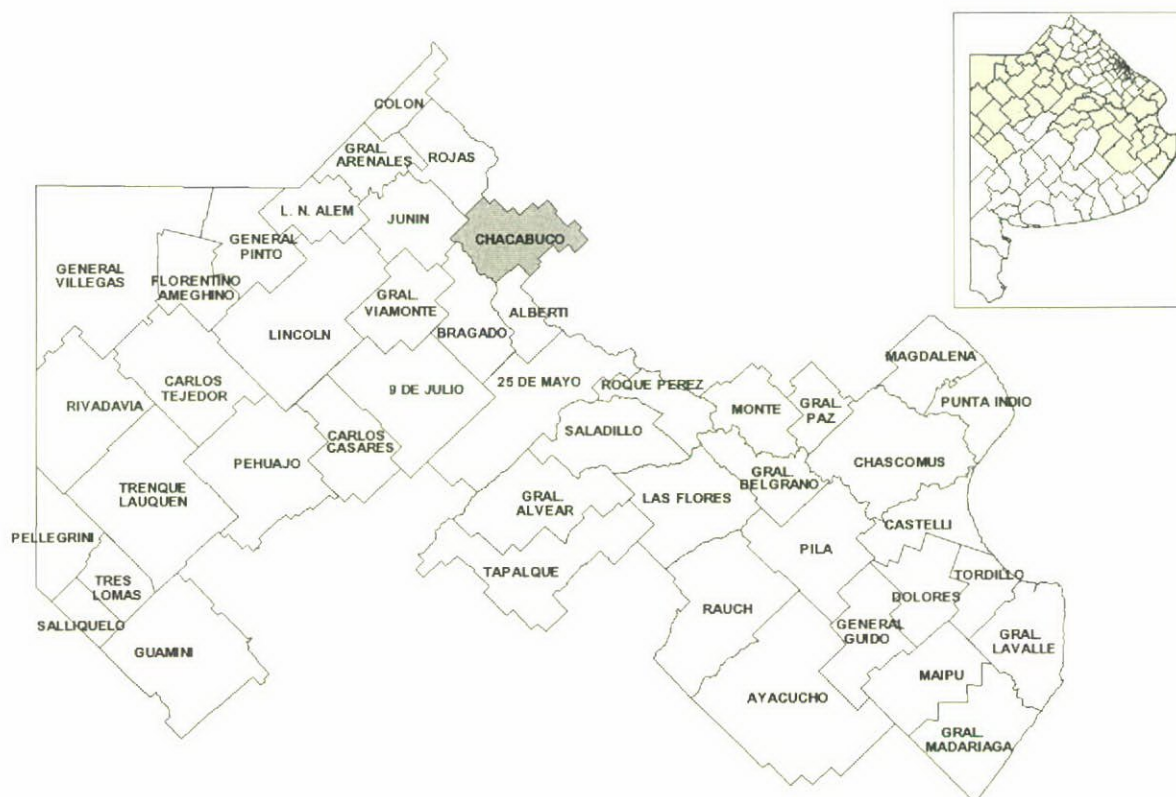 COLON
GRAL.
ARENALES
ROJAS
L. N. ALEM
JUNIN
CHACABUCO
GENERAL
PINTO
GENERAL
VILLEGAS
FLORENTINO
AMEGHINO
GRAL.
VIAMONTE
ALBERTI
LINCOLN
BRAGADO
MAGDALENA
CARLOS
TEJEDOR
9 DE JULIO
25 DE MAYO
ROQUE PEREZ
RIVADAVIA
MONTE
GRAL.
PAZ
PUNTA INDIO
SALADILLO
CARLOS
CASARES
PEHUAJO
CHASCOMUS
TRENQUE
LAUQUEN
GRAL.
BELGRANO
GRAL.
ALVEAR
LAS FLORES
CASTELLI
PELLEGRINI
PILA
TAPALQUE
TORDILLO
TRES
LOMAS
DOLORES
RAUCH
SALLIQUELO
GENERAL
GUIDO
GRAL.
LAVALLE
GUAMINI
MAIPU
AYACUCHO
GRAL.
MADARIAGA